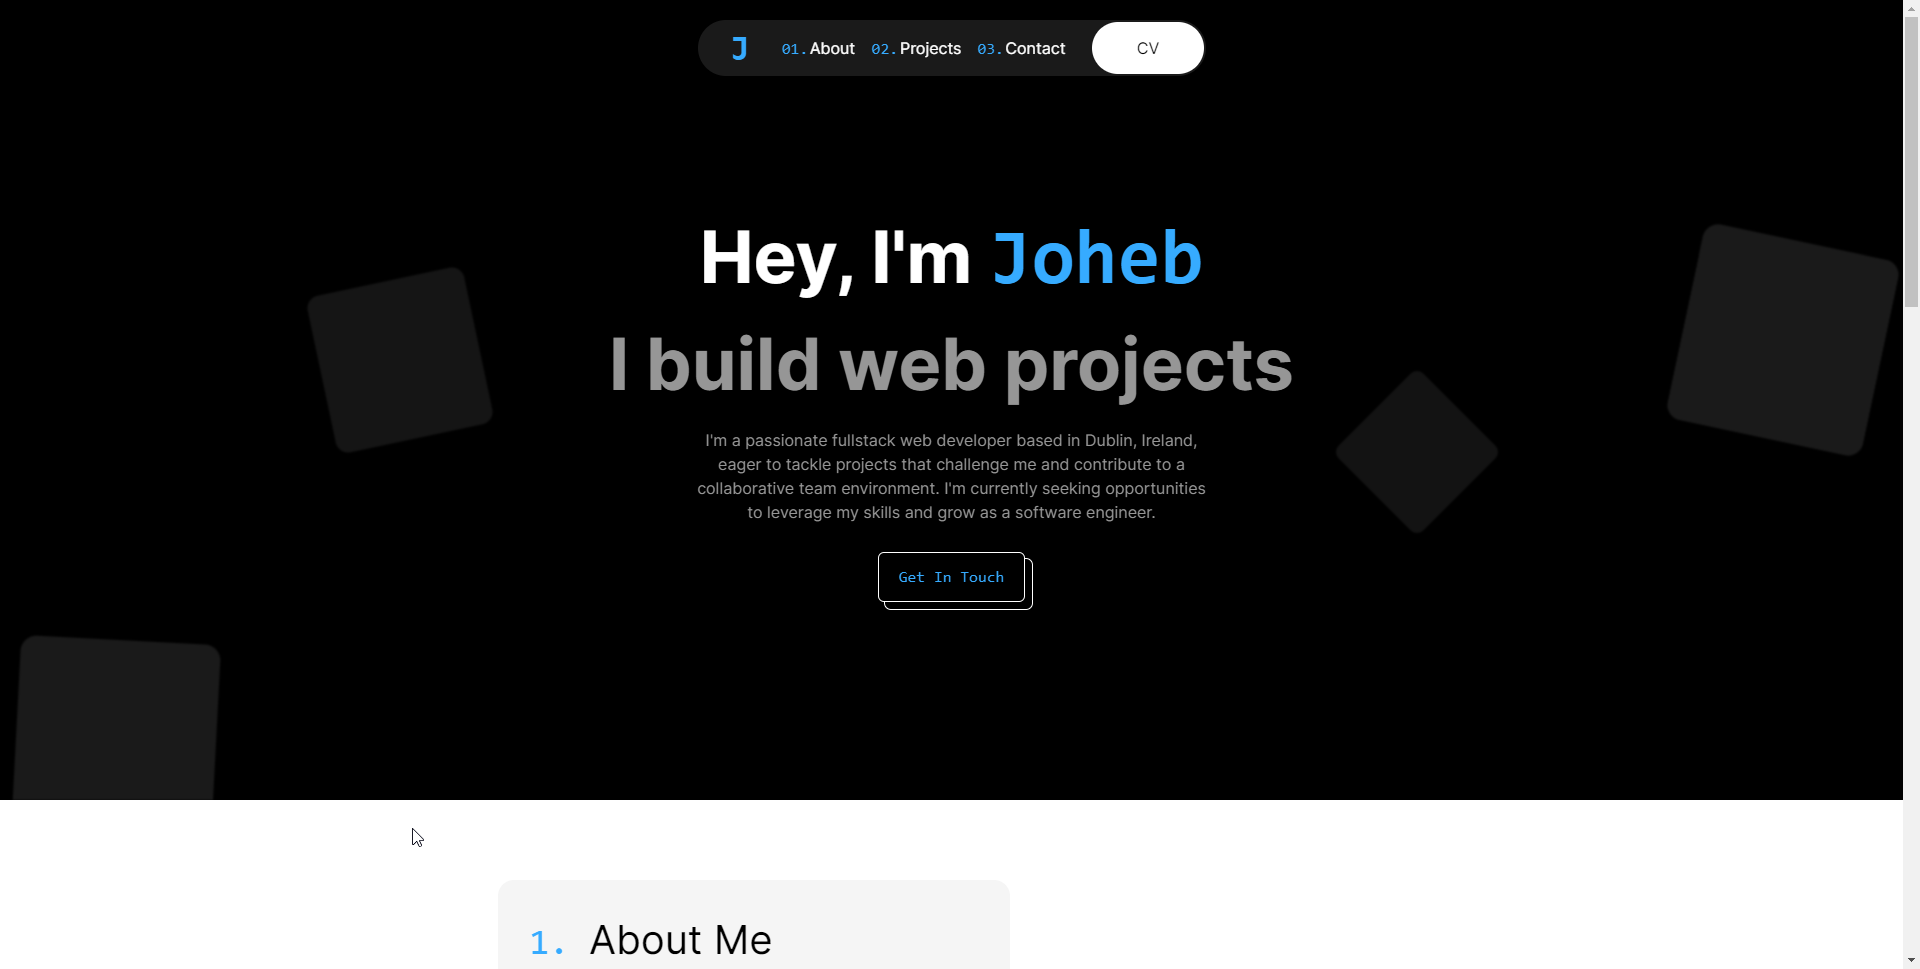 J 01. About 02. Projects 03. Contact CV
Hey, I'm Joheb
I build web projects
I'm a passionate fullstack web developer based in Dublin, Ireland,
eager to tackle projects that challenge me and contribute to a
collaborative team environment. I'm currently seeking opportunities
to leverage my skills and grow as a software engineer.
Get In Touch
1. About Me